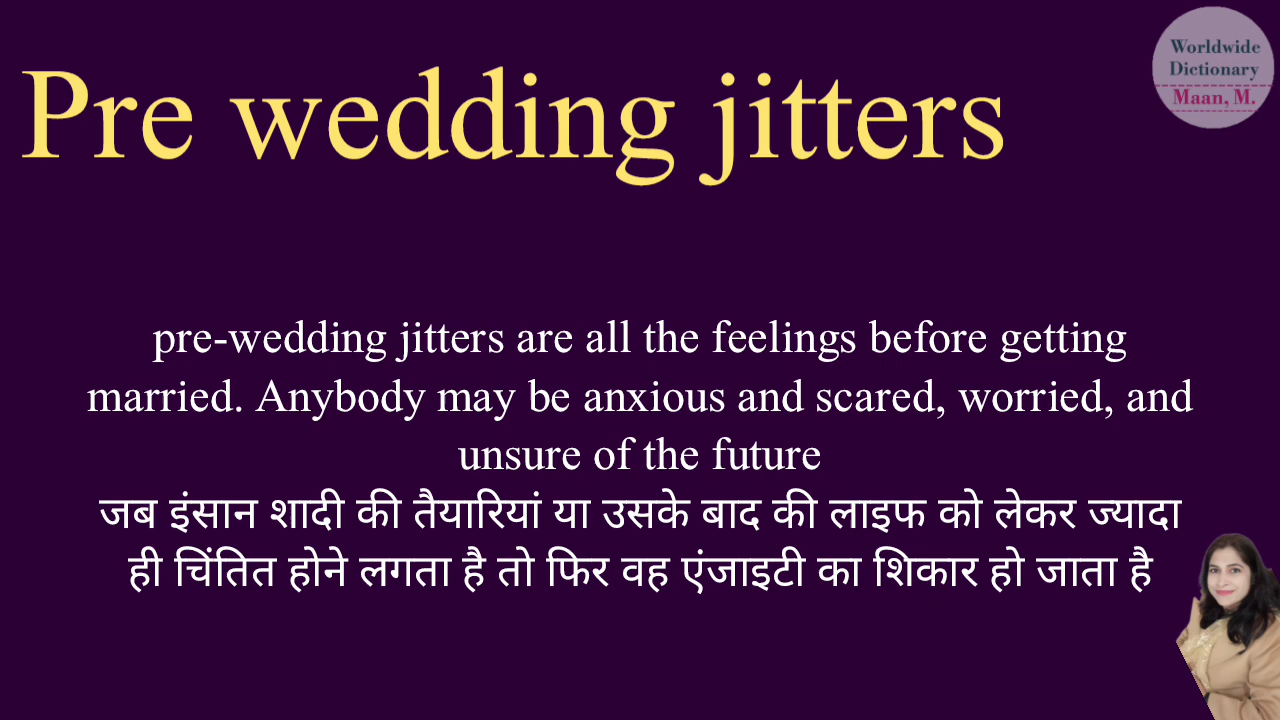 Worldwide
Dictionary
Maan, M.
Pre wedding jitters
pre-wedding jitters are all the feelings before getting
married. Anybody may be anxious and scared, worried, and
unsure of the future
जब इंसान शादी की तैयारियां या उसके बाद की लाइफ को लेकर ज्यादा
ही चिंतित होने लगता है तो फिर वह एंजाइटी का शिकार हो जाता है